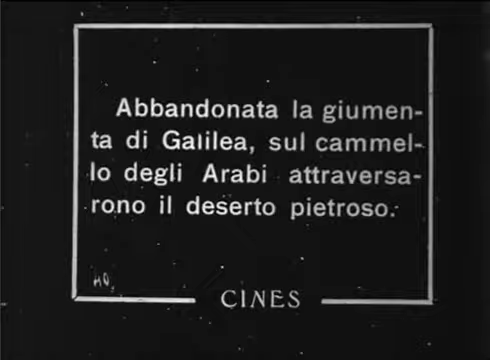 Abbandonata la giumen-
ta di Galilea, sul cammel-
lo degli Arabi attraversa-
rono il deserto pietroso.
CINES